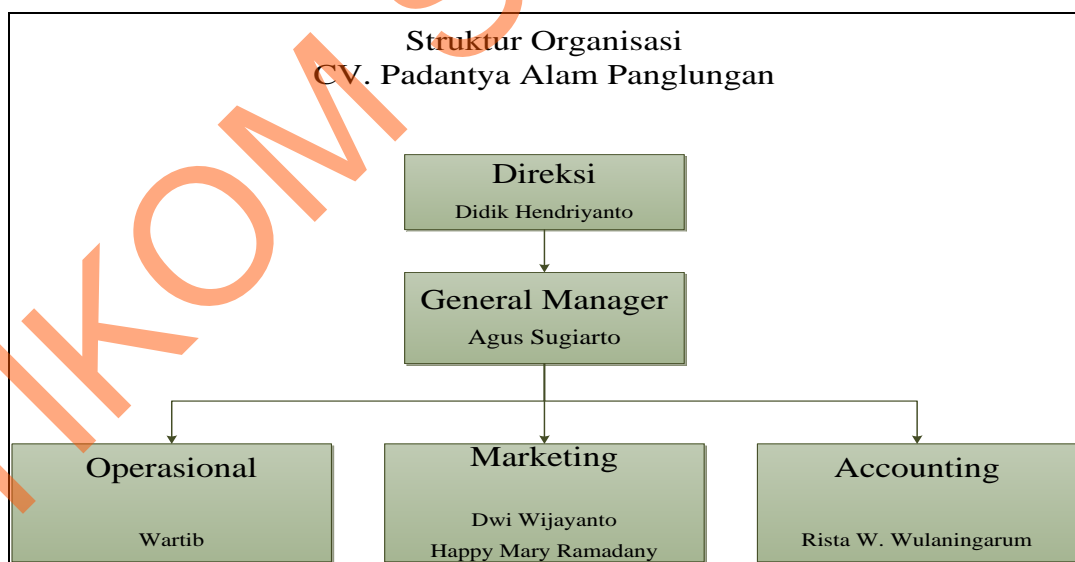 Struktur Organisasi
CV. Padantya Alam Panglungan
Direksi
Didik Hendriyanto
General Manager
Agus Sugiarto
Operasional
Wartib
Marketing
Dwi Wijayanto
Happy Mary Ramadany
Accounting
Rista W. Wulaningarum
IKOM S